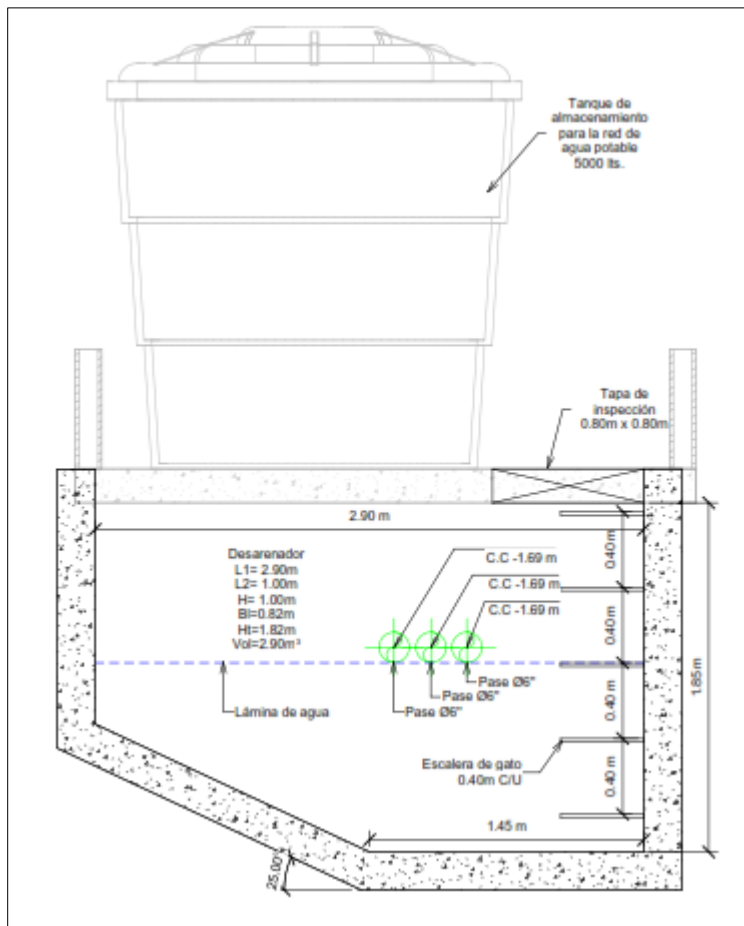 Tanque de
almacenamiento
para la red de
agua potable
5000 lts.
Tapa de
inspección
0.80m x 0.80m
2.90 m
Desarenador
L1= 2.90m
L2= 1.00m
H= 1.00m
Bl=0.82m
Ht=1.82m
Vol=2.90m³
C.C -1.69 m
C.C -1.69 m
C.C -1.69 m
0.40 m
0.40 m
0.40 m
0.40 m
1.85 m
Pase Ø6"
Pase Ø6"
Pase Ø6"
Lámina de agua
Escalera de gato
0.40m C/U
1.45 m
25.00°